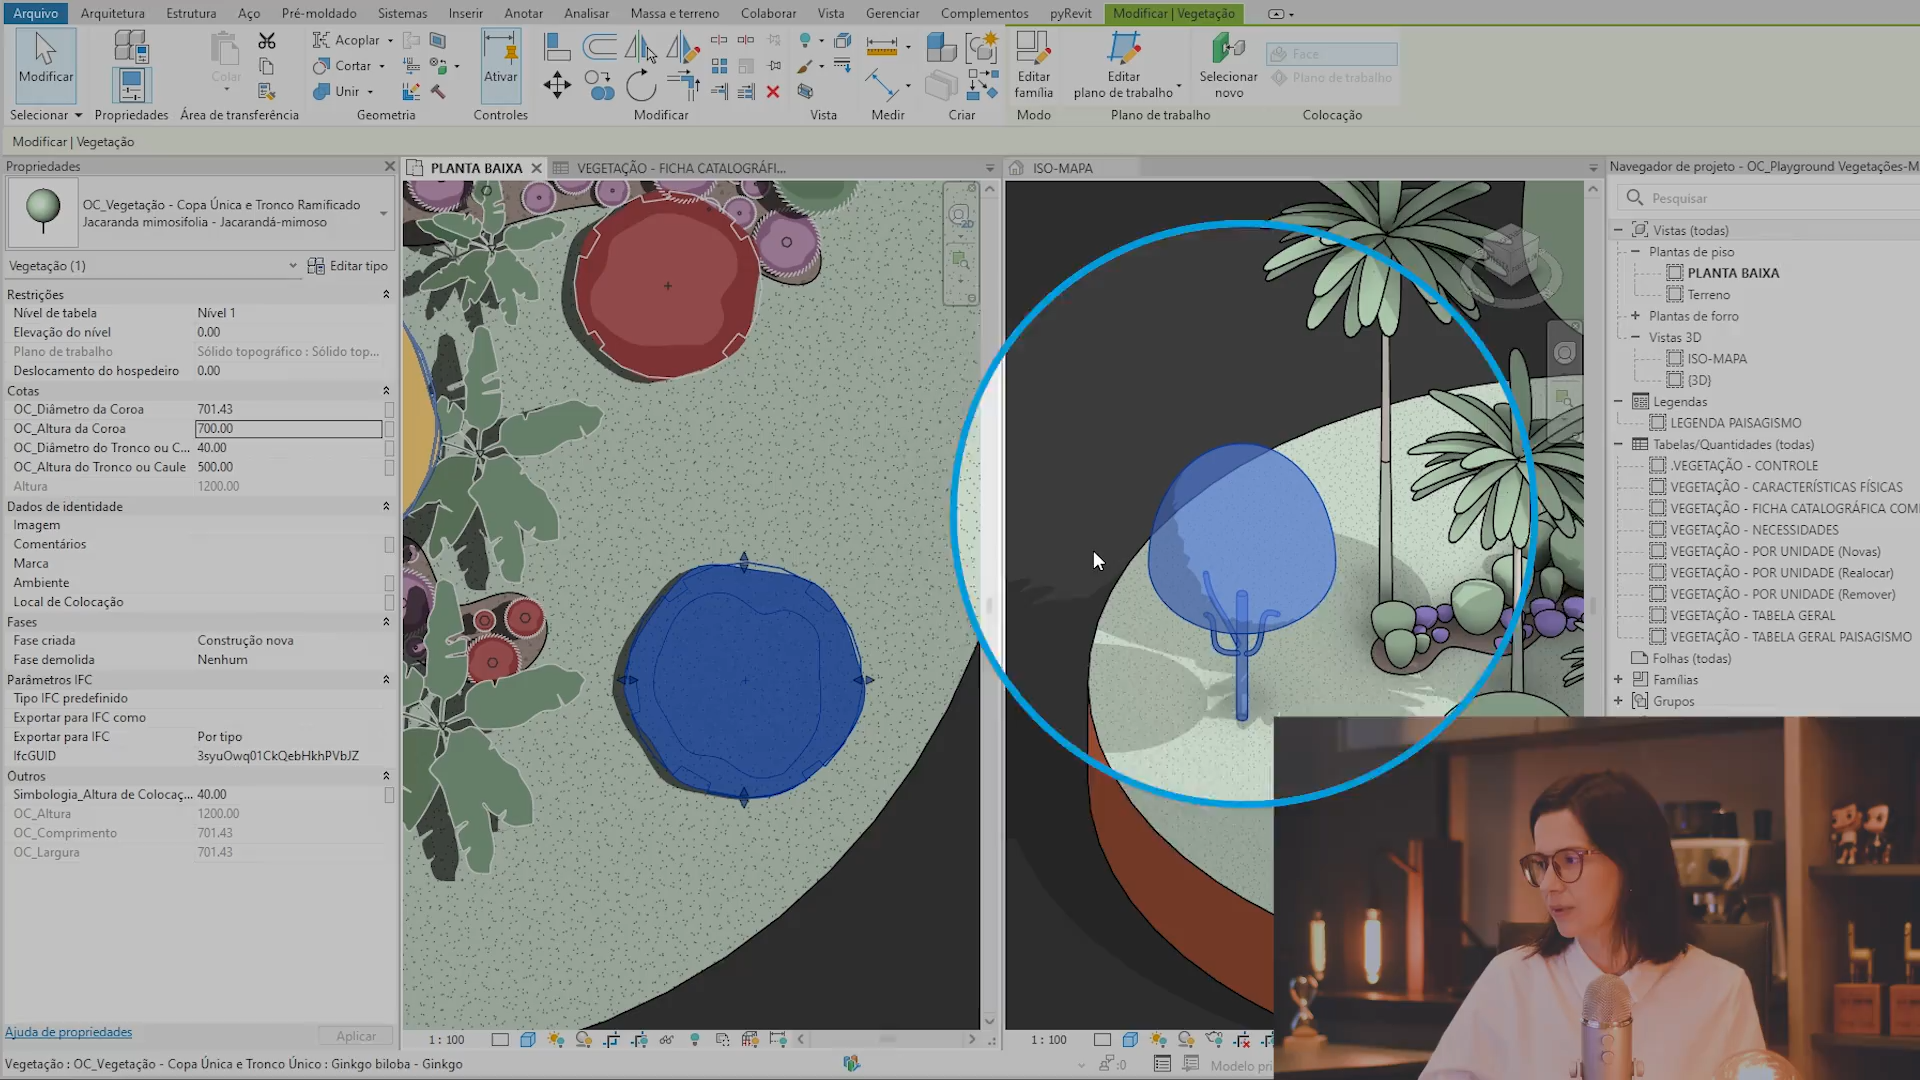 Arquivo Arquitetura Estrutura Aço Pré-moldado Sistemas Inserir Anotar Analisar Massa e terreno Colaborar Vista Gerenciar Complementos pyRevit Modificar | Vegetação
Modificar
Selecionar
Propriedades
Colar
Área de transferência
Acoplar
Cortar
Unir
Geometria
Ativar
Controles
Modificar
Vista
Medir
Criar
Editar família
Modo
Editar plano de trabalho
Selecionar novo
Plano de trabalho
Face
Plano de trabalho
Colocação
Modificar | Vegetação
Propriedades
OC_Vegetação - Copa Única e Tronco Ramificado
Jacaranda mimosifolia - Jacarandá-mimoso
Vegetação (1) Editar tipo
Restrições
Nível de tabela Nível 1
Elevação do nível 0.00
Plano de trabalho Sólido topográfico : Sólido top...
Deslocamento do hospedeiro 0.00
Cotas
OC_Diâmetro da Coroa 701.43
OC_Altura da Coroa 700.00
OC_Diâmetro do Tronco ou C... 40.00
OC_Altura do Tronco ou Caule 500.00
Altura 1200.00
Dados de identidade
Imagem
Comentários
Marca
Ambiente
Local de Colocação
Fases
Fase criada Construção nova
Fase demolida Nenhum
Parâmetros IFC
Tipo IFC predefinido
Exportar para IFC como
Exportar para IFC Por tipo
IfcGUID 3syuOwq01CkQebHkhPVbJZ
Outros
Simbologia_Altura de Colocaç... 40.00
OC_Altura 1200.00
OC_Comprimento 701.43
OC_Largura 701.43
Ajuda de propriedades Aplicar
PLANTA BAIXA
VEGETAÇÃO - FICHA CATALOGRÁFI...
2D
1 : 100
ISO-MAPA
1 : 100
Navegador de projeto - OC_Playground Vegetações-M
Pesquisar
Vistas (todas)
Plantas de piso
PLANTA BAIXA
Terreno
Plantas de forro
Vistas 3D
ISO-MAPA
{3D}
Legendas
LEGENDA PAISAGISMO
Tabelas/Quantidades (todas)
.VEGETAÇÃO - CONTROLE
VEGETAÇÃO - CARACTERÍSTICAS FÍSICAS
VEGETAÇÃO - FICHA CATALOGRÁFICA COM
VEGETAÇÃO - NECESSIDADES
VEGETAÇÃO - POR UNIDADE (Novas)
VEGETAÇÃO - POR UNIDADE (Realocar)
VEGETAÇÃO - POR UNIDADE (Remover)
VEGETAÇÃO - TABELA GERAL
VEGETAÇÃO - TABELA GERAL PAISAGISMO
Folhas (todas)
Famílias
Grupos
Vegetação : OC_Vegetação - Copa Única e Tronco Único : Ginkgo biloba - Ginkgo
:0
Modelo pri